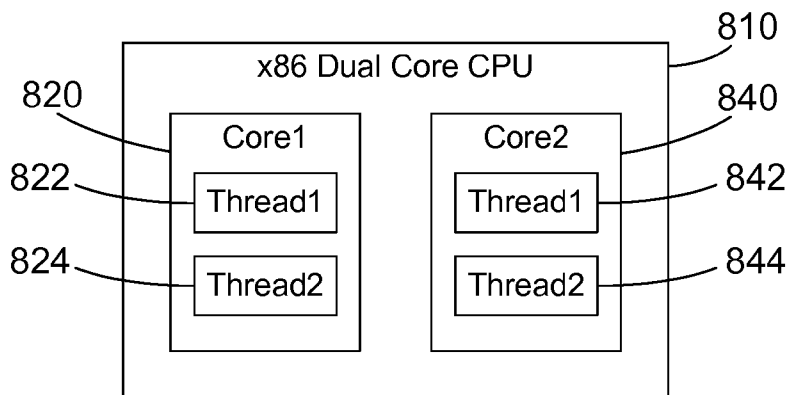 810
x86 Dual Core CPU
820
840
Core1
Core2
822
Thread1
Thread1
842
824
Thread2
Thread2
844